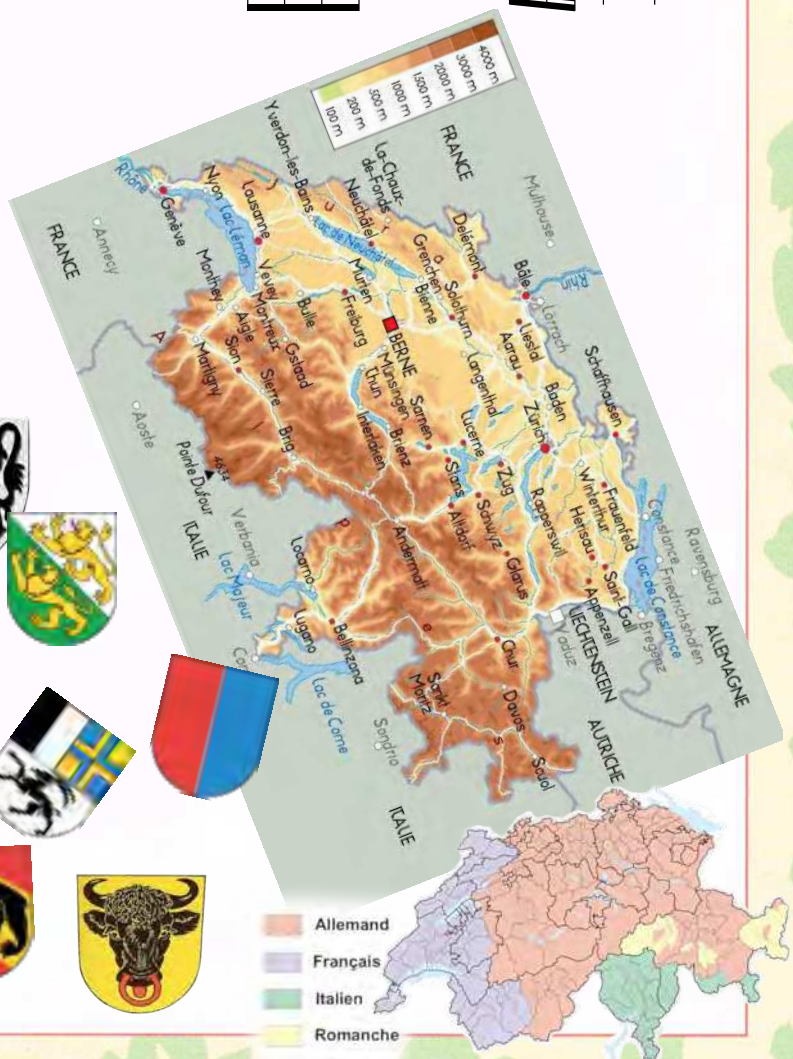 4000 m
3000 m
2000 m
1500 m
1000 m
500 m
200 m
100 m
FRANCE
Mulhouse
Rhin
Lörrach
Bâle
Liestal
Delémont
La-Chaux-
de-Fonds
Yverdon-les-Bains
Neuchâtel
Lac de Neuchâtel
Grenchen
Bienne
Solothurn
Aarau
Baden
Schaffhausen
Zürich
Winterthur
Frauenfeld
Constance
Ravensburg
Friedrichshafen
Lac de Constance
Bregenz
ALLEMAGNE
Herisau
Saint-Gall
Appenzell
LIECHTENSTEIN
Vaduz
AUTRICHE
Rapperswil
Langenthal
Lucerne
Zug
Schwyz
Glarus
Stans
Altdorf
Sarnen
BERNE
Münsingen
Thun
Interlaken
Brienz
Murten
Freiburg
Bulle
Gstaad
Lausanne
Vevey
Montreux
Nyon
Lac Léman
Rhône
Genève
Annecy
FRANCE
Monthey
Aigle
Martigny
Sion
Sierre
Brig
Andermatt
Chur
Davos
Scuol
Sankt
Moritz
A
l
p
e
s
J
u
r
a
Aoste
4634
Pointe Dufour
ITALIE
Verbania
Lac Majeur
Locarno
Lugano
Bellinzona
Lac de Come
Sondrio
ITALIE
Allemand
Français
Italien
Romanche